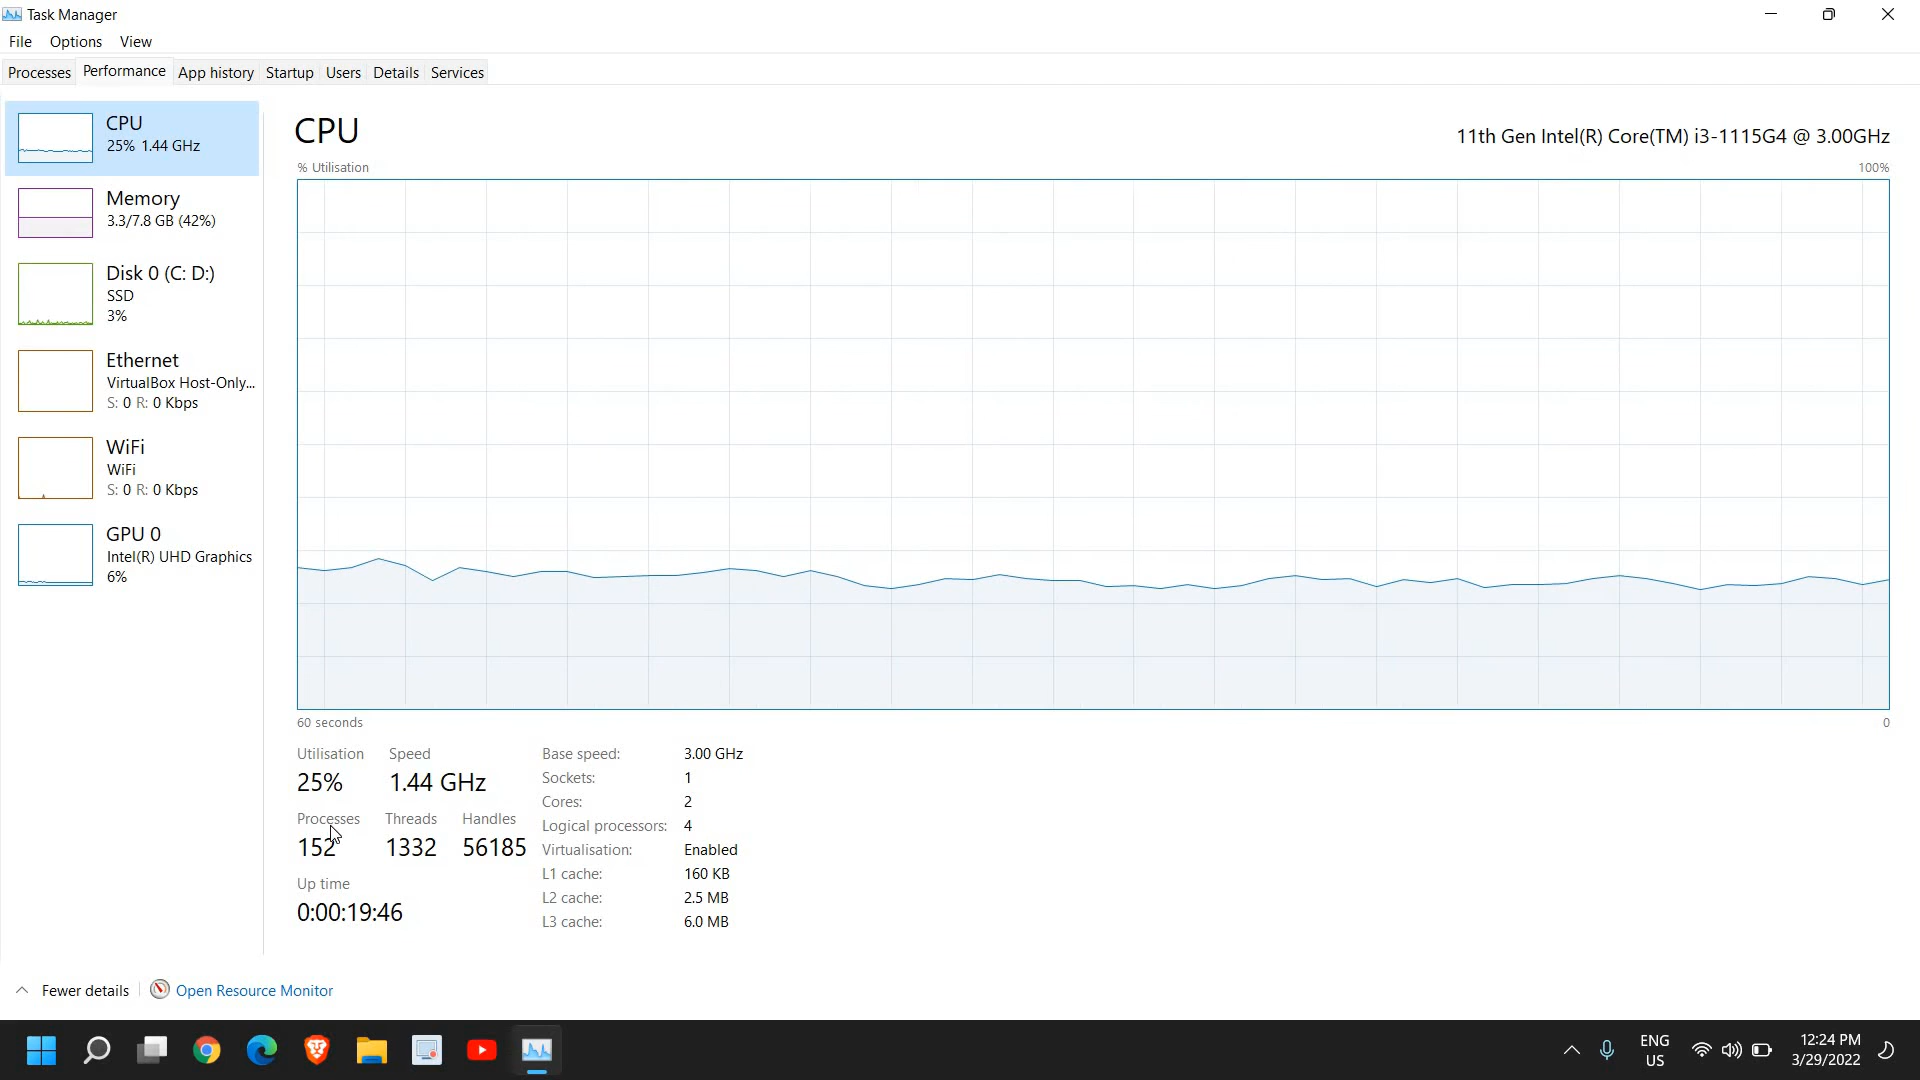 Task Manager
File Options View
Processes Performance App history Startup Users Details Services
CPU
25% 1.44 GHz
Memory
3.3/7.8 GB (42%)
Disk 0 (C: D:)
SSD
3%
Ethernet
VirtualBox Host-Only...
S: 0 R: 0 Kbps
WiFi
WiFi
S: 0 R: 0 Kbps
GPU 0
Intel(R) UHD Graphics
6%
CPU
11th Gen Intel(R) Core(TM) i3-1115G4 @ 3.00GHz
% Utilisation 100%
60 seconds 0
Utilisation Speed
25% 1.44 GHz
Processes Threads Handles
152 1332 56185
Up time
0:00:19:46
Base speed: 3.00 GHz
Sockets: 1
Cores: 2
Logical processors: 4
Virtualisation: Enabled
L1 cache: 160 KB
L2 cache: 2.5 MB
L3 cache: 6.0 MB
Fewer details Open Resource Monitor
ENG
US
12:24 PM
3/29/2022